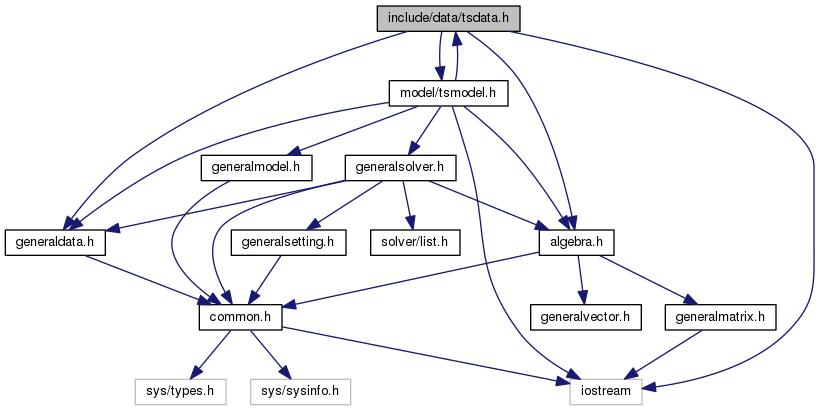 include/data/tsdata.h
model/tsmodel.h
generalmodel.h
generalsolver.h
generaldata.h
generalsetting.h
solver/list.h
algebra.h
common.h
generalvector.h
generalmatrix.h
sys/types.h
sys/sysinfo.h
iostream